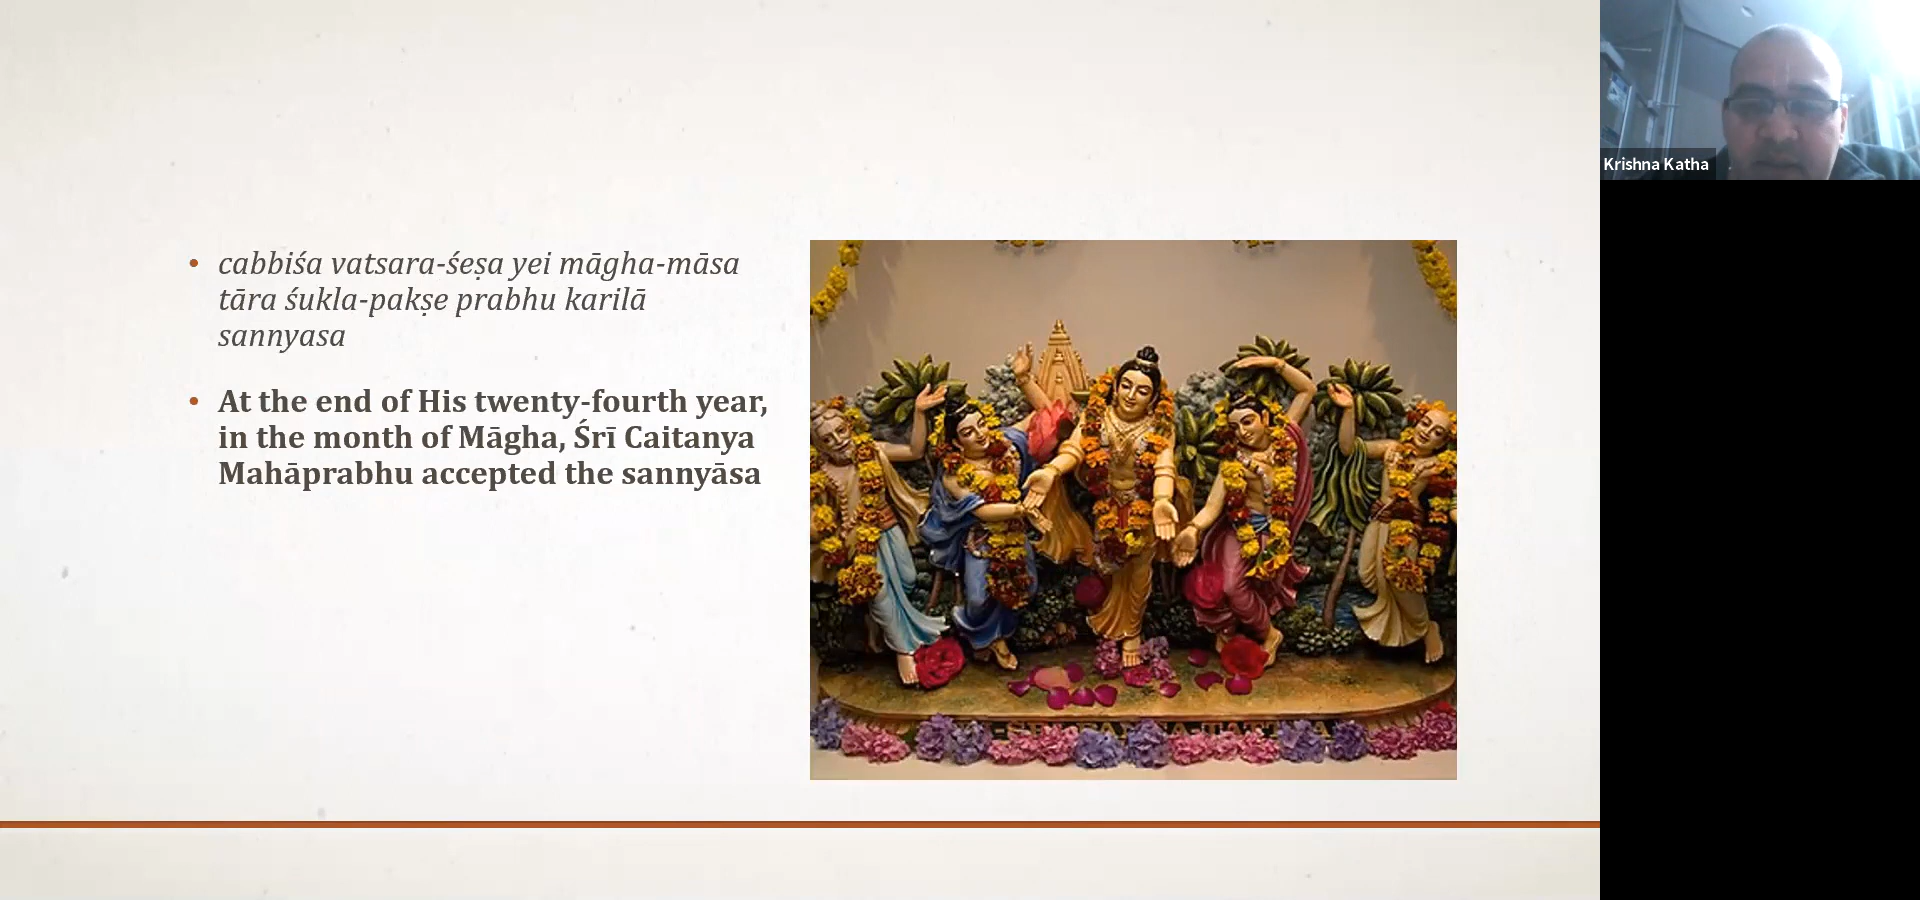 cabbiśa vatsara-śeṣa yei māgha-māsa
tāra śukla-pakṣe prabhu karilā
sannyasa
At the end of His twenty-fourth year,
in the month of Māgha, Śrī Caitanya
Mahāprabhu accepted the sannyāsa
Krishna Katha